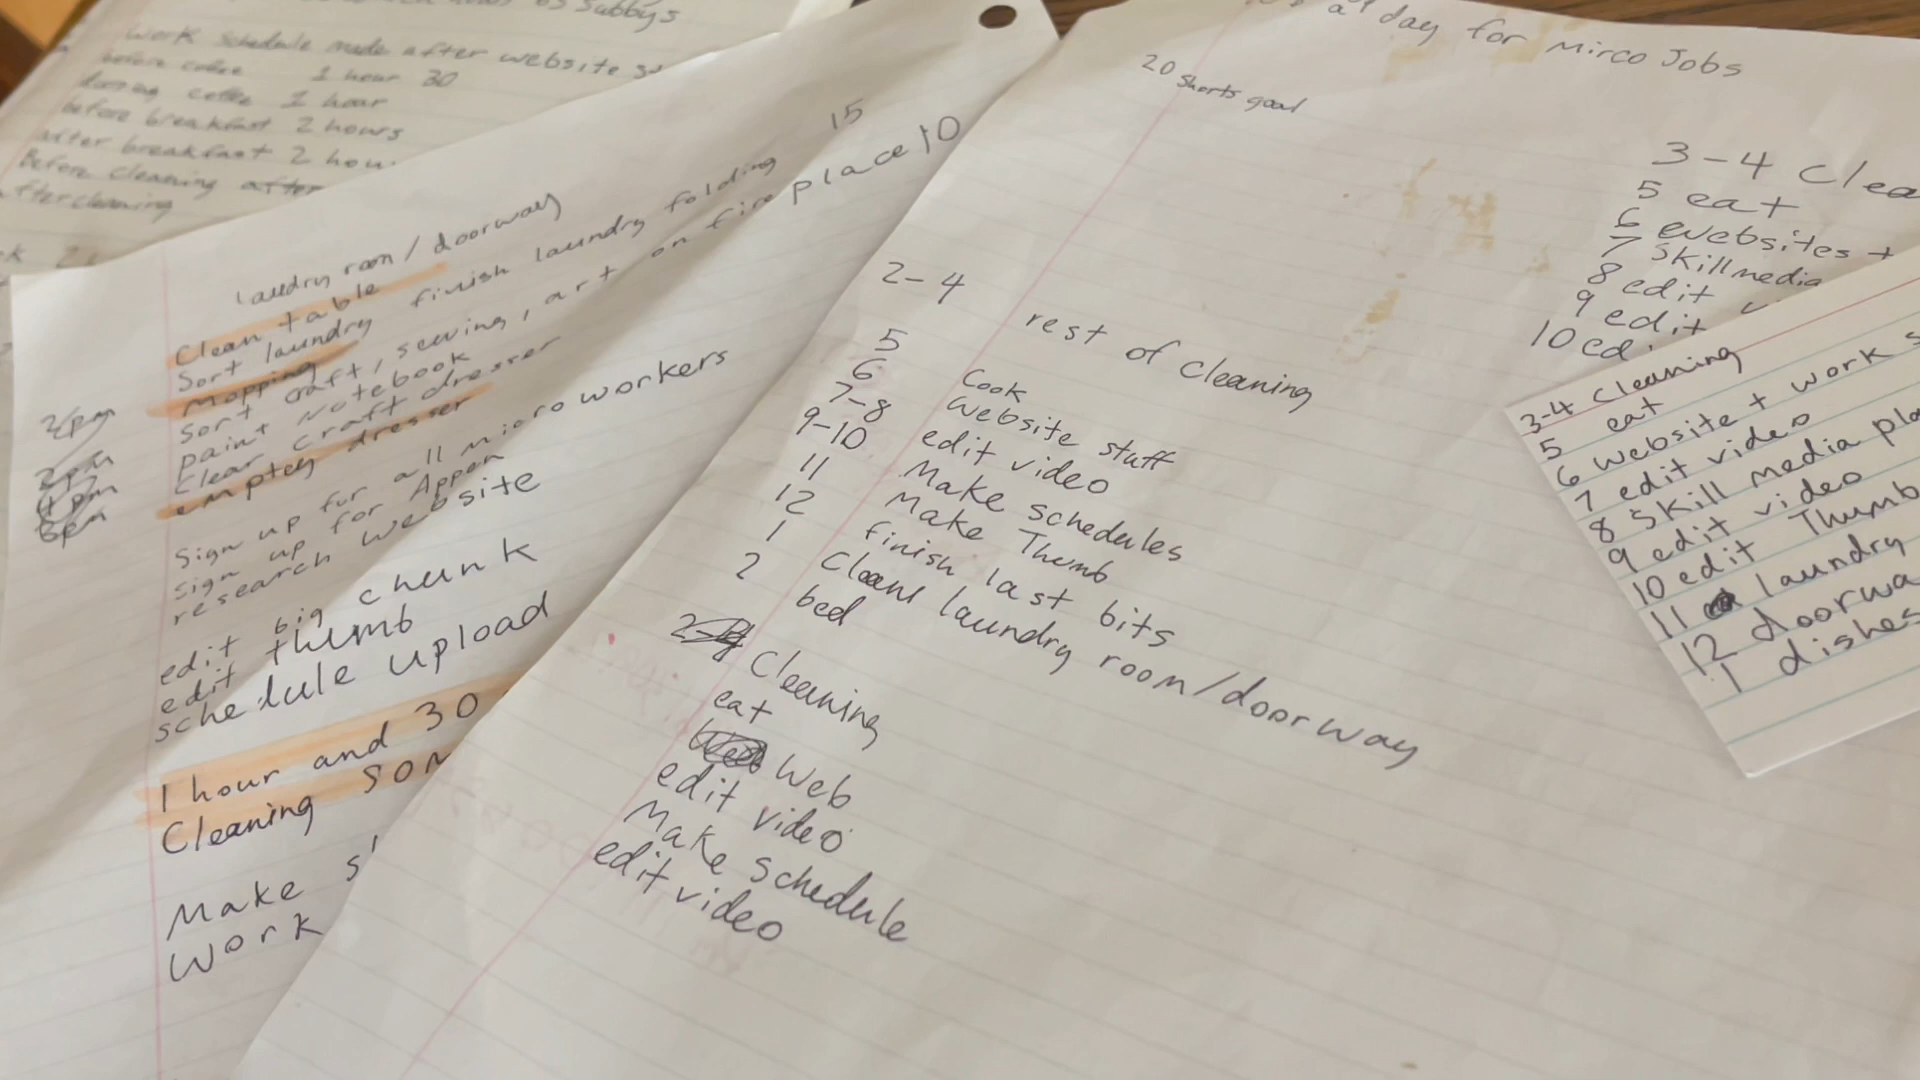 Subbys
Work schedule made after website
before coffee 1 hour 30
during coffee 1 hour
before breakfast 2 hours
after breakfast 2 hou
Before cleaning after
after cleaning
laundry room / doorway
Clean table
Sort laundry finish laundry folding 15
Mopping
Sort craft, sewing, art on fire place 10
paint notebook
Clear craft dresser
emptey dresser
2pm
3pm
Sign up for all microworkers
sign up for Appen
research website
edit big chunk
edit thumb
schedule upload
1 hour and 30
Cleaning
Make
Work
a day for Mirco Jobs
20 shorts goal
2-4 rest of cleaning
5 Cook
6 Website stuff
7-8 edit video
9-10 Make schedules
11 Make Thumb
12 finish last bits
1 Clean laundry room/doorway
2 bed
Cleaning
eat
Web
edit video
Make schedule
edit video
3-4 Clea
5 eat
6 websites +
7 Skillmedia
8 edit
9 edit
10 ed
3-4 Cleaning
5 eat
6 website + work s
7 edit video
8 skill media pla
9 edit video
10 edit Thumb
11 laundry
12 doorwa
1 dishes